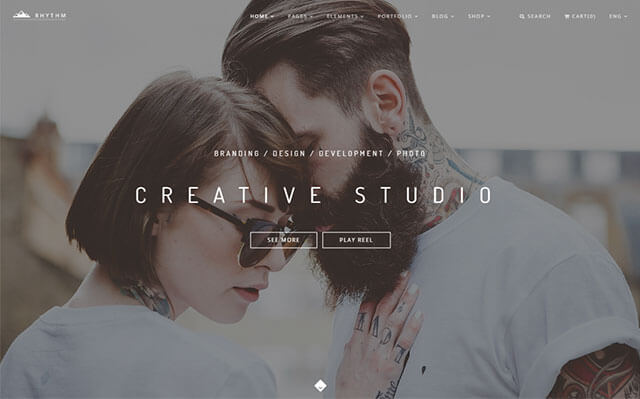 RHYTHM
HOME PAGES ELEMENTS PORTFOLIO BLOG SHOP SEARCH CART(0) ENG
BRANDING / DESIGN / DEVELOPMENT / PHOTO
CREATIVE STUDIO
SEE MORE PLAY REEL